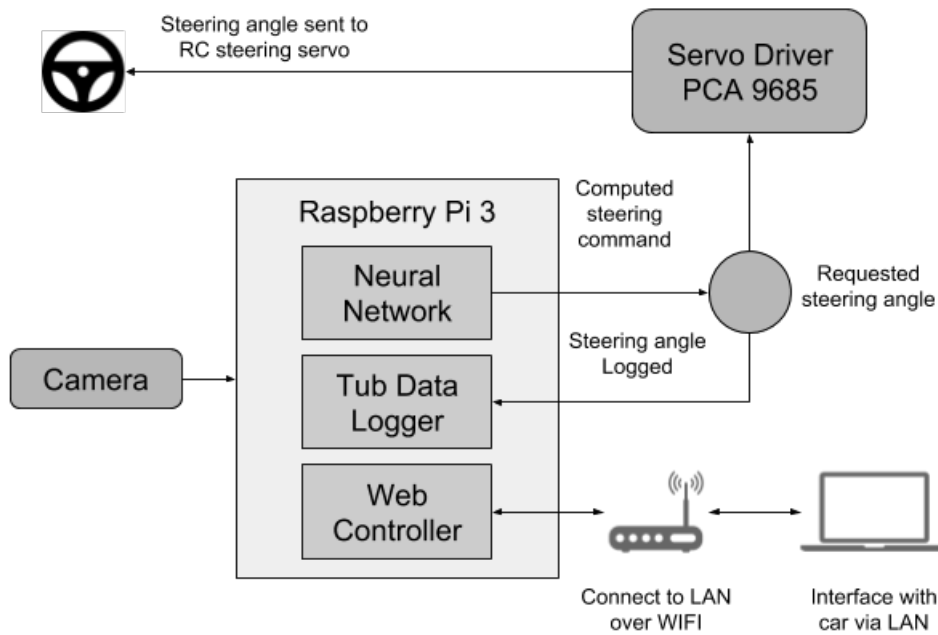 Steering angle sent to
RC steering servo
Servo Driver
PCA 9685
Raspberry Pi 3
Computed
steering
command
Neural
Network
Requested
steering angle
Steering angle
Logged
Camera
Tub Data
Logger
Web
Controller
Connect to LAN
over WIFI
Interface with
car via LAN